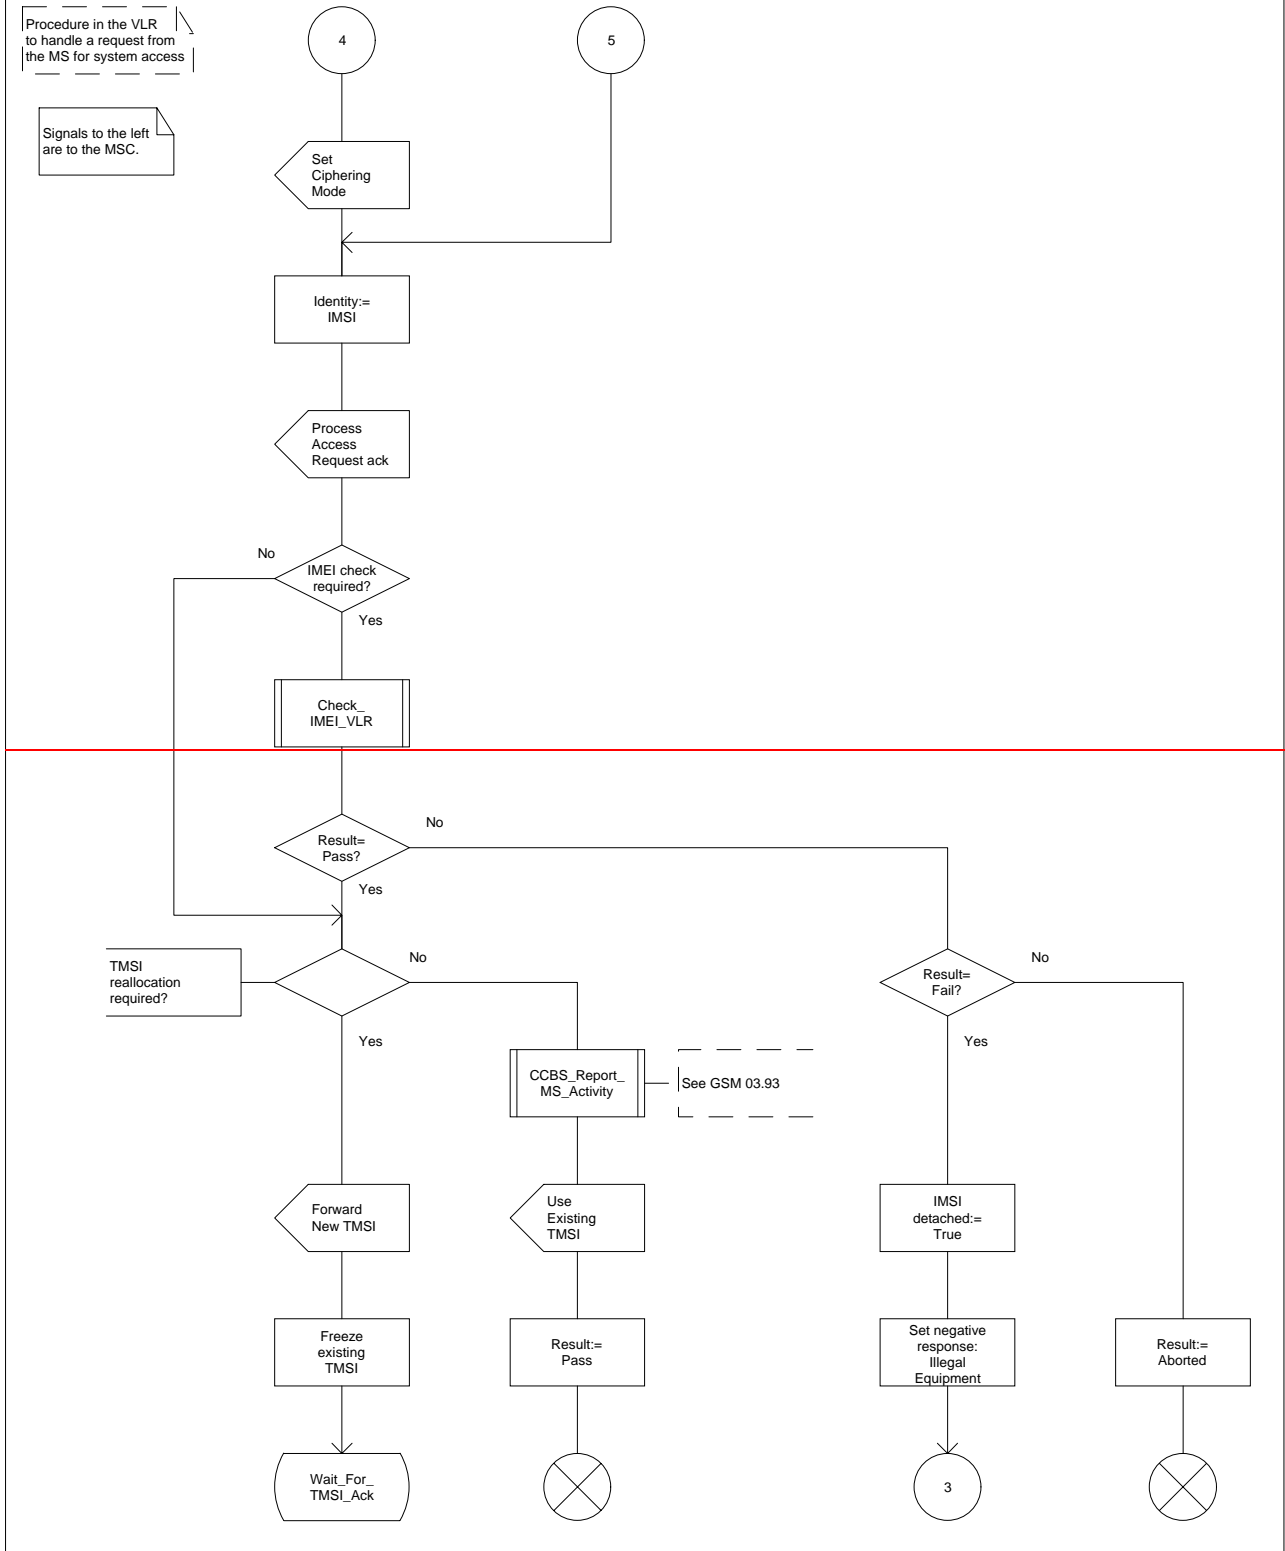 Procedure in the VLR
to handle a request from
the MS for system access
4
5
Signals to the left
are to the MSC.
Set
Ciphering
Mode
Identity:=
IMSI
Process
Access
Request ack
No
IMEI check
required?
Yes
Check_
IMEI_VLR
No
Result=
Pass?
Yes
TMSI
reallocation
required?
No
Yes
Result=
Fail?
No
Yes
CCBS_Report_
MS_Activity
See GSM 03.93
Forward
New TMSI
Use
Existing
TMSI
IMSI
detached:=
True
Freeze
existing
TMSI
Result:=
Pass
Set negative
response:
Illegal
Equipment
Result:=
Aborted
Wait_For_
TMSI_Ack
3